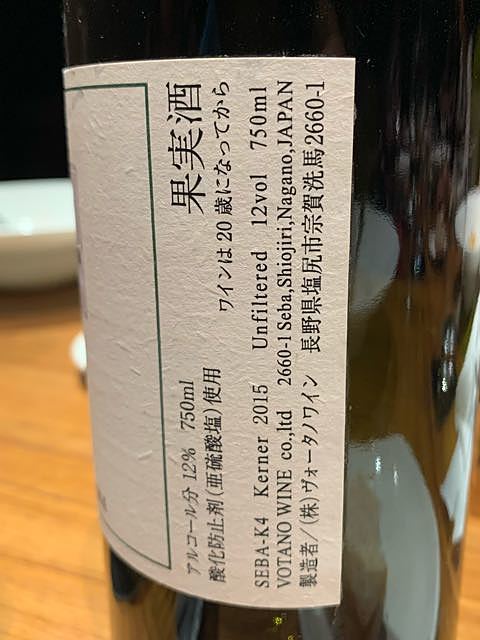 果実酒
ワインは20歳になってから
アルコール分 12% 750ml
酸化防止剤(亜硫酸塩)使用
SEBA-K4 Kerner 2015 Unfiltered 12vol 750ml
VOTANO WINE co.,ltd 2660-1 Seba,Shiojiri,Nagano,JAPAN
製造者/(株)ヴォータノワイン 長野県塩尻市宗賀洗馬2660-1